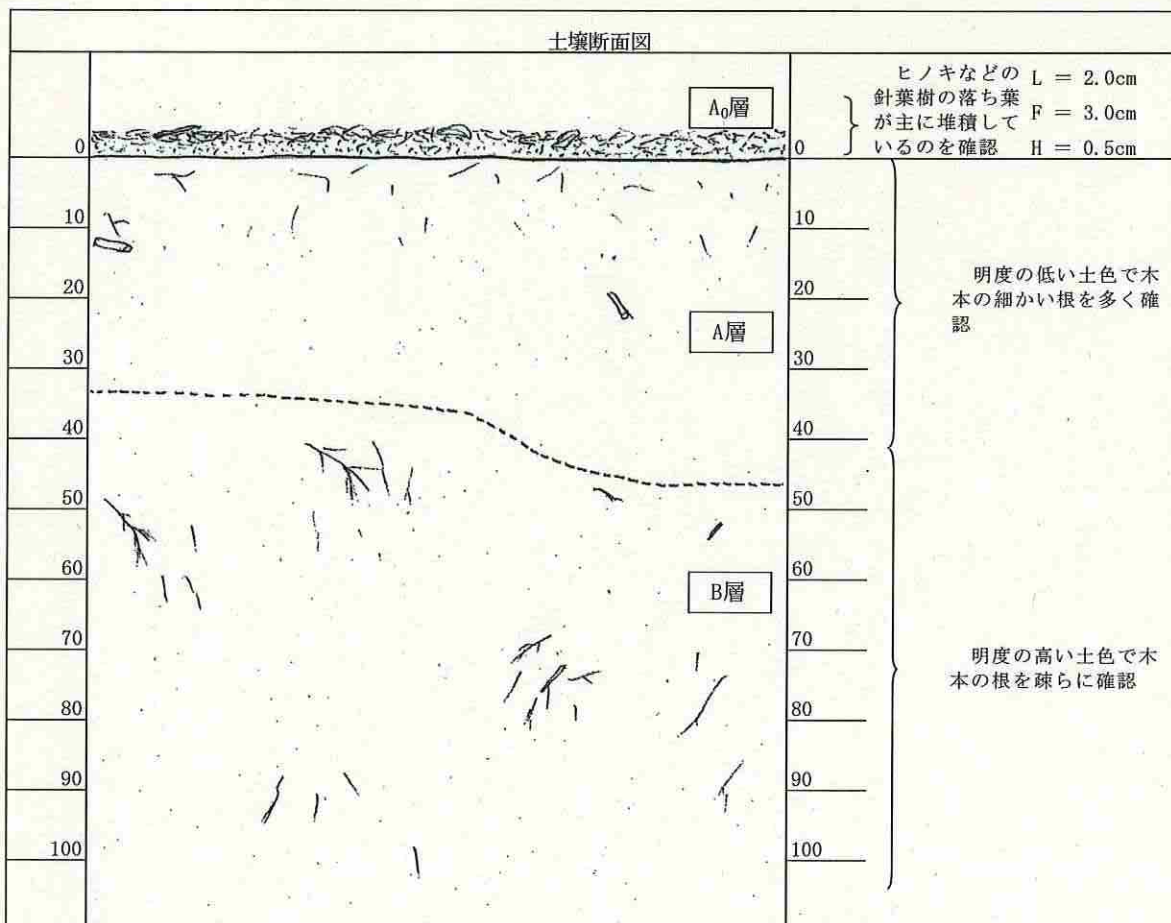 土壌断面図
A₀層
ヒノキなどの
針葉樹の落ち葉
が主に堆積して
いるのを確認
L = 2.0cm
F = 3.0cm
H = 0.5cm
0
10
20
30
40
50
60
70
80
90
100
A層
B層
0
10
20
30
40
50
60
70
80
90
100
明度の低い土色で木
本の細かい根を多く確
認
明度の高い土色で木
本の根を疎らに確認